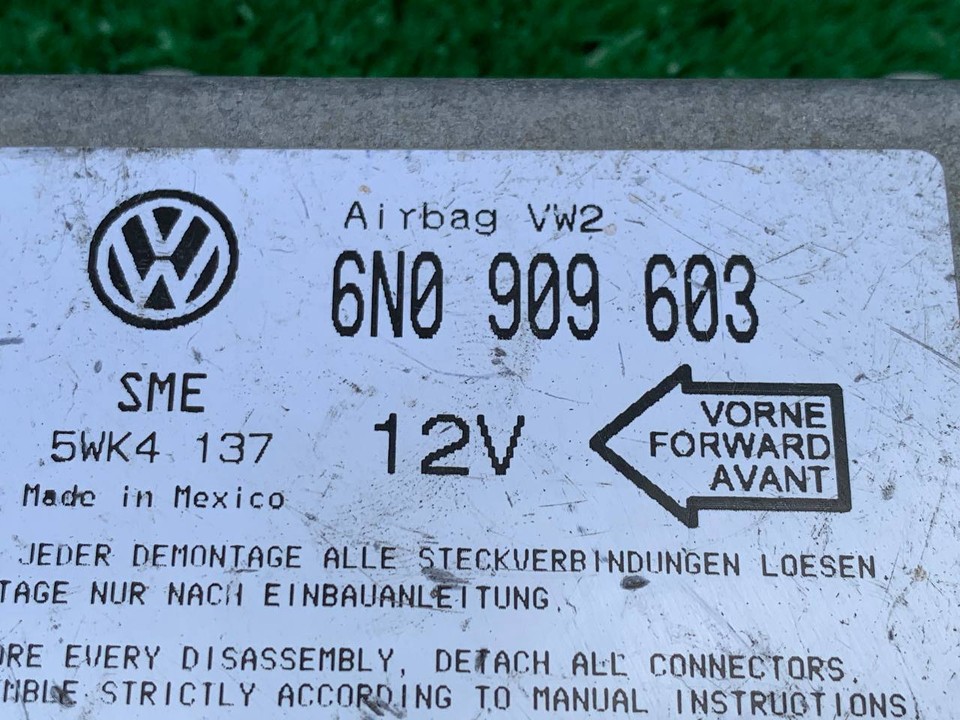 Airbag VW2
6N0 909 603
SME
5WK4 137
Made in Mexico
12V
VORNE
FORWARD
AVANT
JEDER DEMONTAGE ALLE STECKVERBINDUNGEN LOESEN.
TAGE NUR NACH EINBAUANLEITUNG.
ORE EVERY DISASSEMBLY, DETACH ALL CONNECTORS.
MBLE STRICTLY ACCORDING TO MANUAL INSTRUCTIONS.